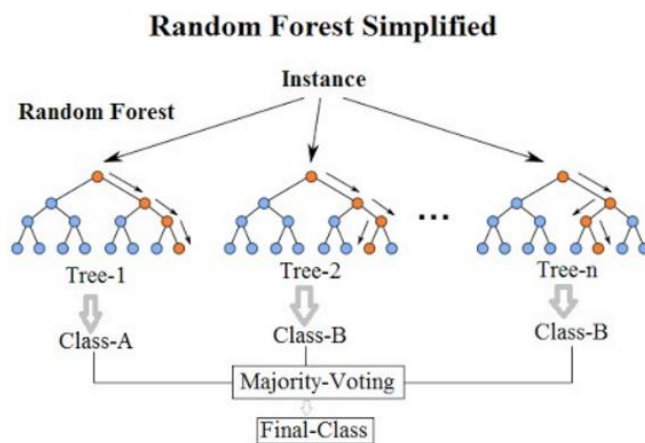 Random Forest Simplified
Instance
Random Forest
...
Tree-1
Tree-2
Tree-n
Class-A
Class-B
Class-B
Majority-Voting
Final-Class